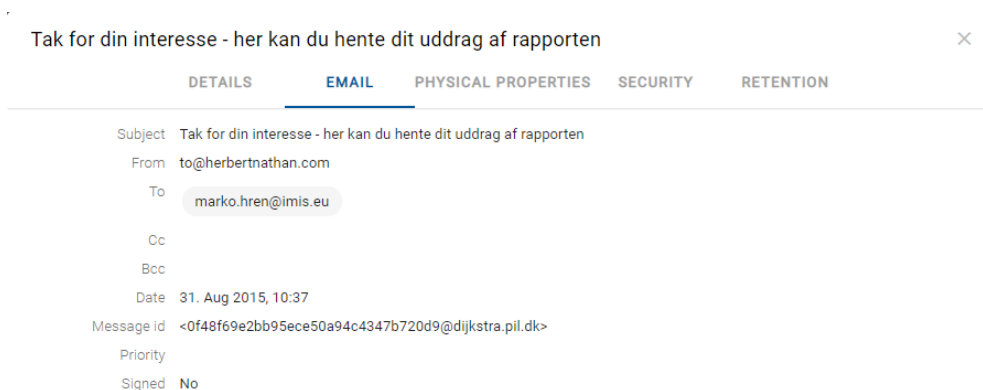 Tak for din interesse - her kan du hente dit uddrag af rapporten
DETAILS EMAIL PHYSICAL PROPERTIES SECURITY RETENTION
Subject Tak for din interesse - her kan du hente dit uddrag af rapporten
From to@herbertnathan.com
To marko.hren@imis.eu
Cc
Bcc
Date 31. Aug 2015, 10:37
Message id <0f48f69e2bb95ece50a94c4347b720d9@dijkstra.pil.dk>
Priority
Signed No